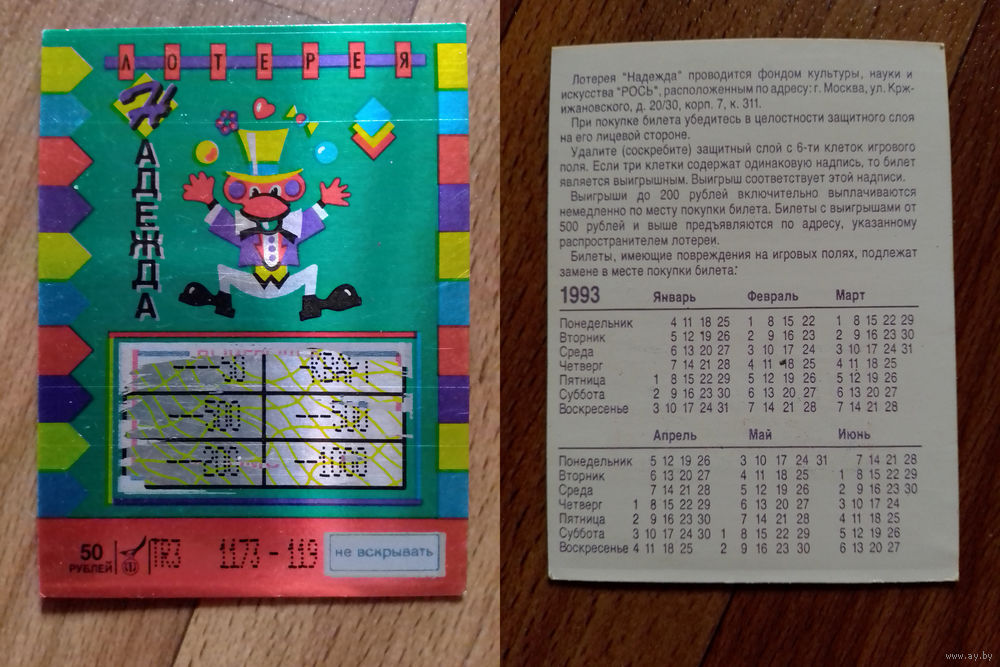 ЛОТЕРЕЯ
НАДЕЖДА
50
РУБЛЕЙ
TR3 1173 - 119
не вскрывать
Лотерея "Надежда" проводится фондом культуры, науки и
искусства "РОСЬ", расположенным по адресу: г. Москва, ул. Кржи-
жановского, д. 20/30, корп. 7, к. 311.
При покупке билета убедитесь в целостности защитного слоя
на его лицевой стороне.
Удалите (соскребите) защитный слой с 6-ти клеток игрового
поля. Если три клетки содержат одинаковую надпись, то билет
является выигрышным. Выигрыш соответствует этой надписи.
Выигрыши до 200 рублей включительно выплачиваются
немедленно по месту покупки билета. Билеты с выигрышами от
500 рублей и выше предъявляются по адресу, указанному
распространителем лотереи.
Билеты, имеющие повреждения на игровых полях, подлежат
замене в месте покупки билета.
1993 Январь Февраль Март
Понедельник 4 11 18 25 1 8 15 22 1 8 15 22 29
Вторник 5 12 19 26 2 9 16 23 2 9 16 23 30
Среда 6 13 20 27 3 10 17 24 3 10 17 24 31
Четверг 7 14 21 28 4 11 18 25 4 11 18 25
Пятница 1 8 15 22 29 5 12 19 26 5 12 19 26
Суббота 2 9 16 23 30 6 13 20 27 6 13 20 27
Воскресенье 3 10 17 24 31 7 14 21 28 7 14 21 28
Апрель Май Июнь
Понедельник 5 12 19 26 3 10 17 24 31 7 14 21 28
Вторник 6 13 20 27 4 11 18 25 1 8 15 22 29
Среда 7 14 21 28 5 12 19 26 2 9 16 23 30
Четверг 1 8 15 22 29 6 13 20 27 3 10 17 24
Пятница 2 9 16 23 30 7 14 21 28 4 11 18 25
Суббота 3 10 17 24 30 1 8 15 22 29 5 12 19 26
Воскресенье 4 11 18 25 2 9 16 23 30 6 13 20 27
www.ay.by